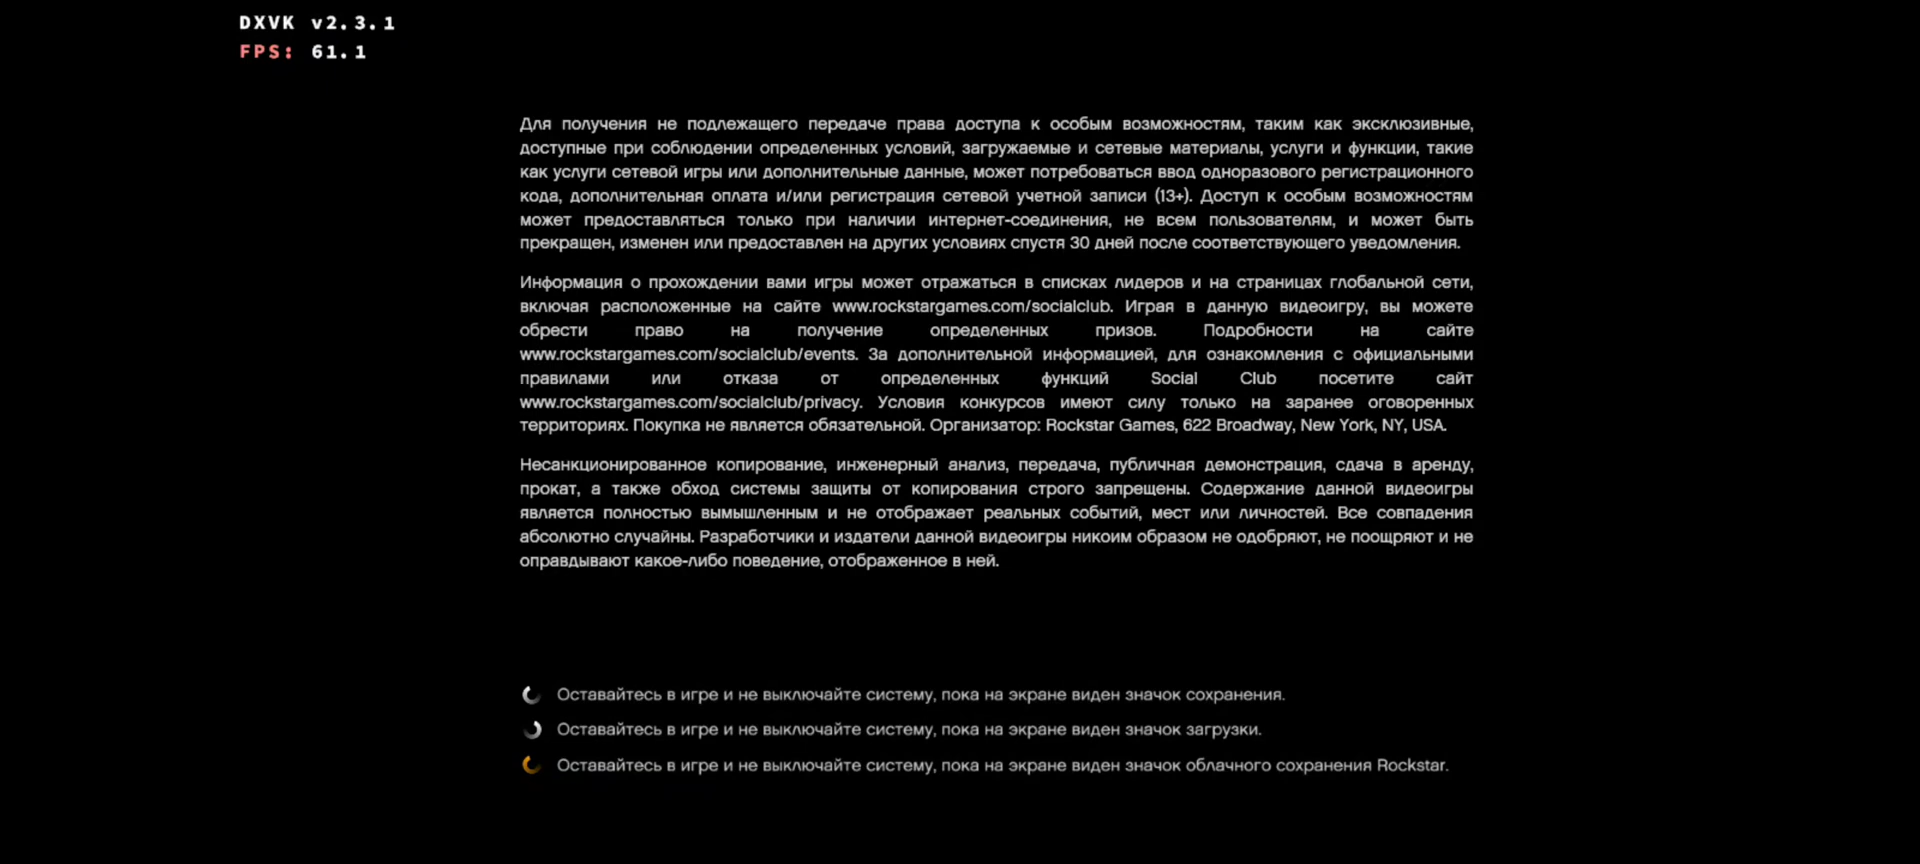 DXVK v2.3.1
FPS: 61.1
Для получения не подлежащего передаче права доступа к особым возможностям, таким как эксклюзивные,
доступные при соблюдении определенных условий, загружаемые и сетевые материалы, услуги и функции, такие
как услуги сетевой игры или дополнительные данные, может потребоваться ввод одноразового регистрационного
кода, дополнительная оплата и/или регистрация сетевой учетной записи (13+). Доступ к особым возможностям
может предоставляться только при наличии интернет-соединения, не всем пользователям, и может быть
прекращен, изменен или предоставлен на других условиях спустя 30 дней после соответствующего уведомления.
Информация о прохождении вами игры может отражаться в списках лидеров и на страницах глобальной сети,
включая расположенные на сайте www.rockstargames.com/socialclub. Играя в данную видеоигру, вы можете
обрести право на получение определенных призов. Подробности на сайте
www.rockstargames.com/socialclub/events. За дополнительной информацией, для ознакомления с официальными
правилами или отказа от определенных функций Social Club посетите сайт
www.rockstargames.com/socialclub/privacy. Условия конкурсов имеют силу только на заранее оговоренных
территориях. Покупка не является обязательной. Организатор: Rockstar Games, 622 Broadway, New York, NY, USA.
Несанкционированное копирование, инженерный анализ, передача, публичная демонстрация, сдача в аренду,
прокат, а также обход системы защиты от копирования строго запрещены. Содержание данной видеоигры
является полностью вымышленным и не отображает реальных событий, мест или личностей. Все совпадения
абсолютно случайны. Разработчики и издатели данной видеоигры никоим образом не одобряют, не поощряют и не
оправдывают какое-либо поведение, отображенное в ней.
Оставайтесь в игре и не выключайте систему, пока на экране виден значок сохранения.
Оставайтесь в игре и не выключайте систему, пока на экране виден значок загрузки.
Оставайтесь в игре и не выключайте систему, пока на экране виден значок облачного сохранения Rockstar.